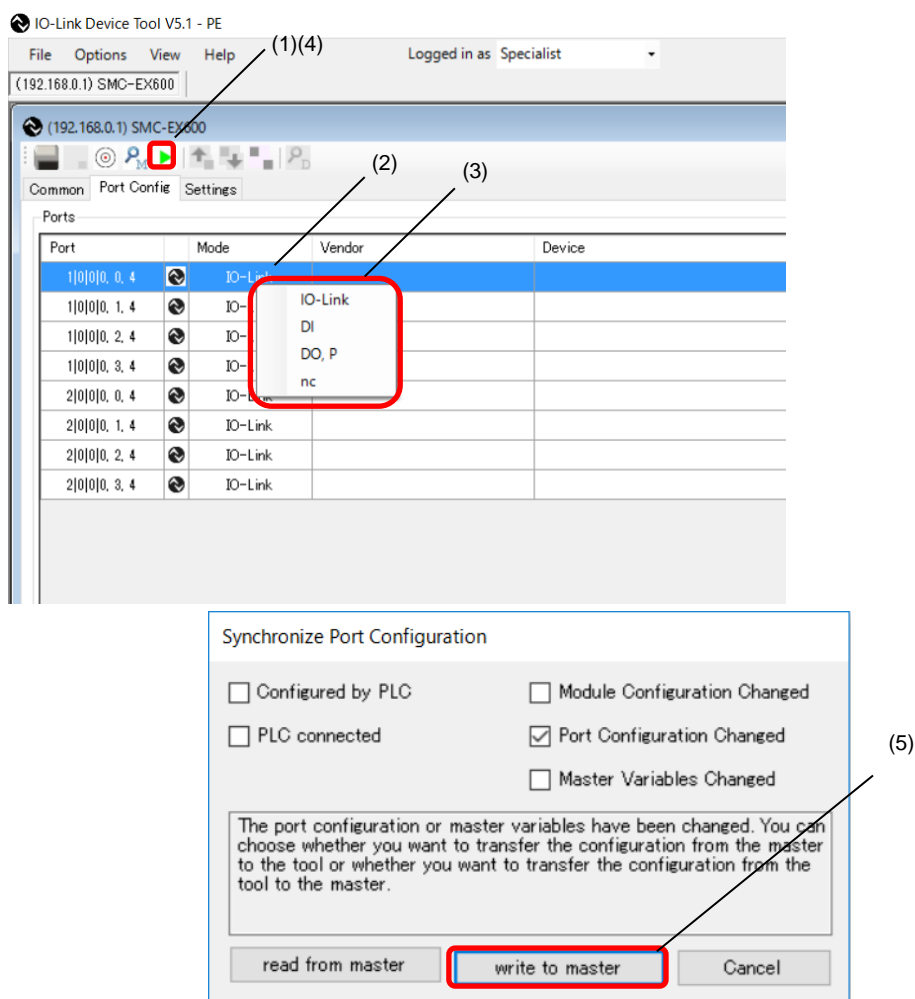 IO-Link Device Tool V5.1 - PE
File Options View Help (1)(4) Logged in as Specialist
(192.168.0.1) SMC-EX600
(192.168.0.1) SMC-EX600
M D
(2)
(3)
Common Port Config Settings
Ports
Port Mode Vendor Device
1|0|0|0, 0, 4 IO-Link
1|0|0|0, 1, 4 IO-
1|0|0|0, 2, 4 IO-
1|0|0|0, 3, 4 IO-
2|0|0|0, 0, 4 IO-Link
2|0|0|0, 1, 4 IO-Link
2|0|0|0, 2, 4 IO-Link
2|0|0|0, 3, 4 IO-Link
IO-Link
DI
DO, P
nc
Synchronize Port Configuration
Configured by PLC Module Configuration Changed
PLC connected Port Configuration Changed
(5)
Master Variables Changed
The port configuration or master variables have been changed. You can
choose whether you want to transfer the configuration from the master
to the tool or whether you want to transfer the configuration from the
tool to the master.
read from master write to master Cancel